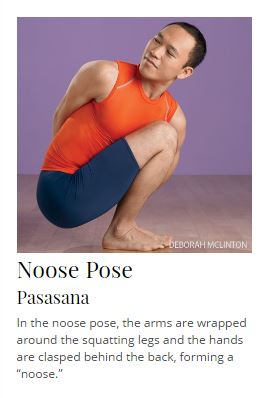 DEBORAH MCLINTON
Noose Pose
Pasasana
In the noose pose, the arms are wrapped
around the squatting legs and the hands
are clasped behind the back, forming a
“noose.”